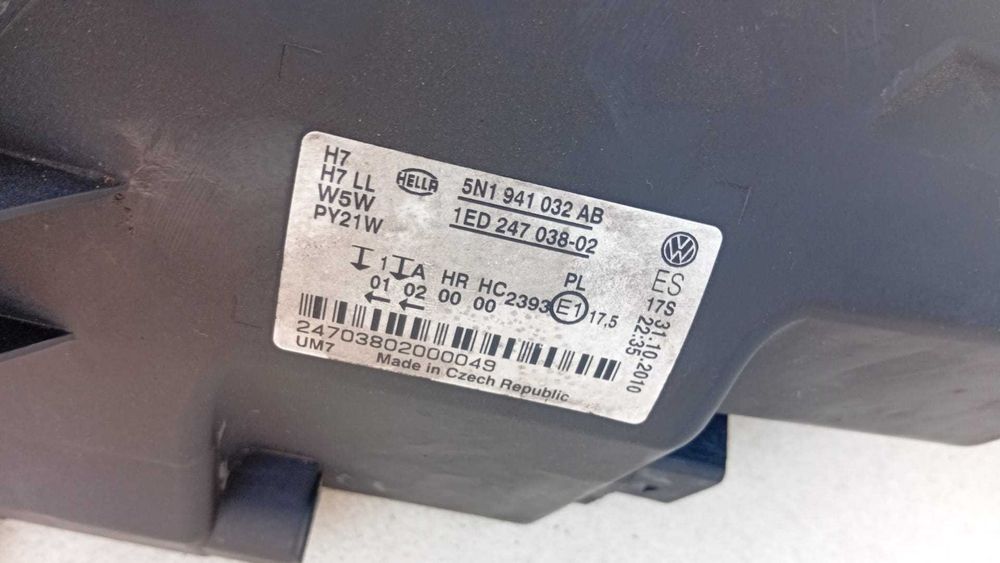 H7
H7 LL
W5W
PY21W
HELLA
5N1 941 032 AB
1ED 247 038-02
1 A HR HC 2393 PL E1 17,5
01 02 00 00
24703802000049
UM7
Made in Czech Republic
ES
17S 31.10.2010
22:35